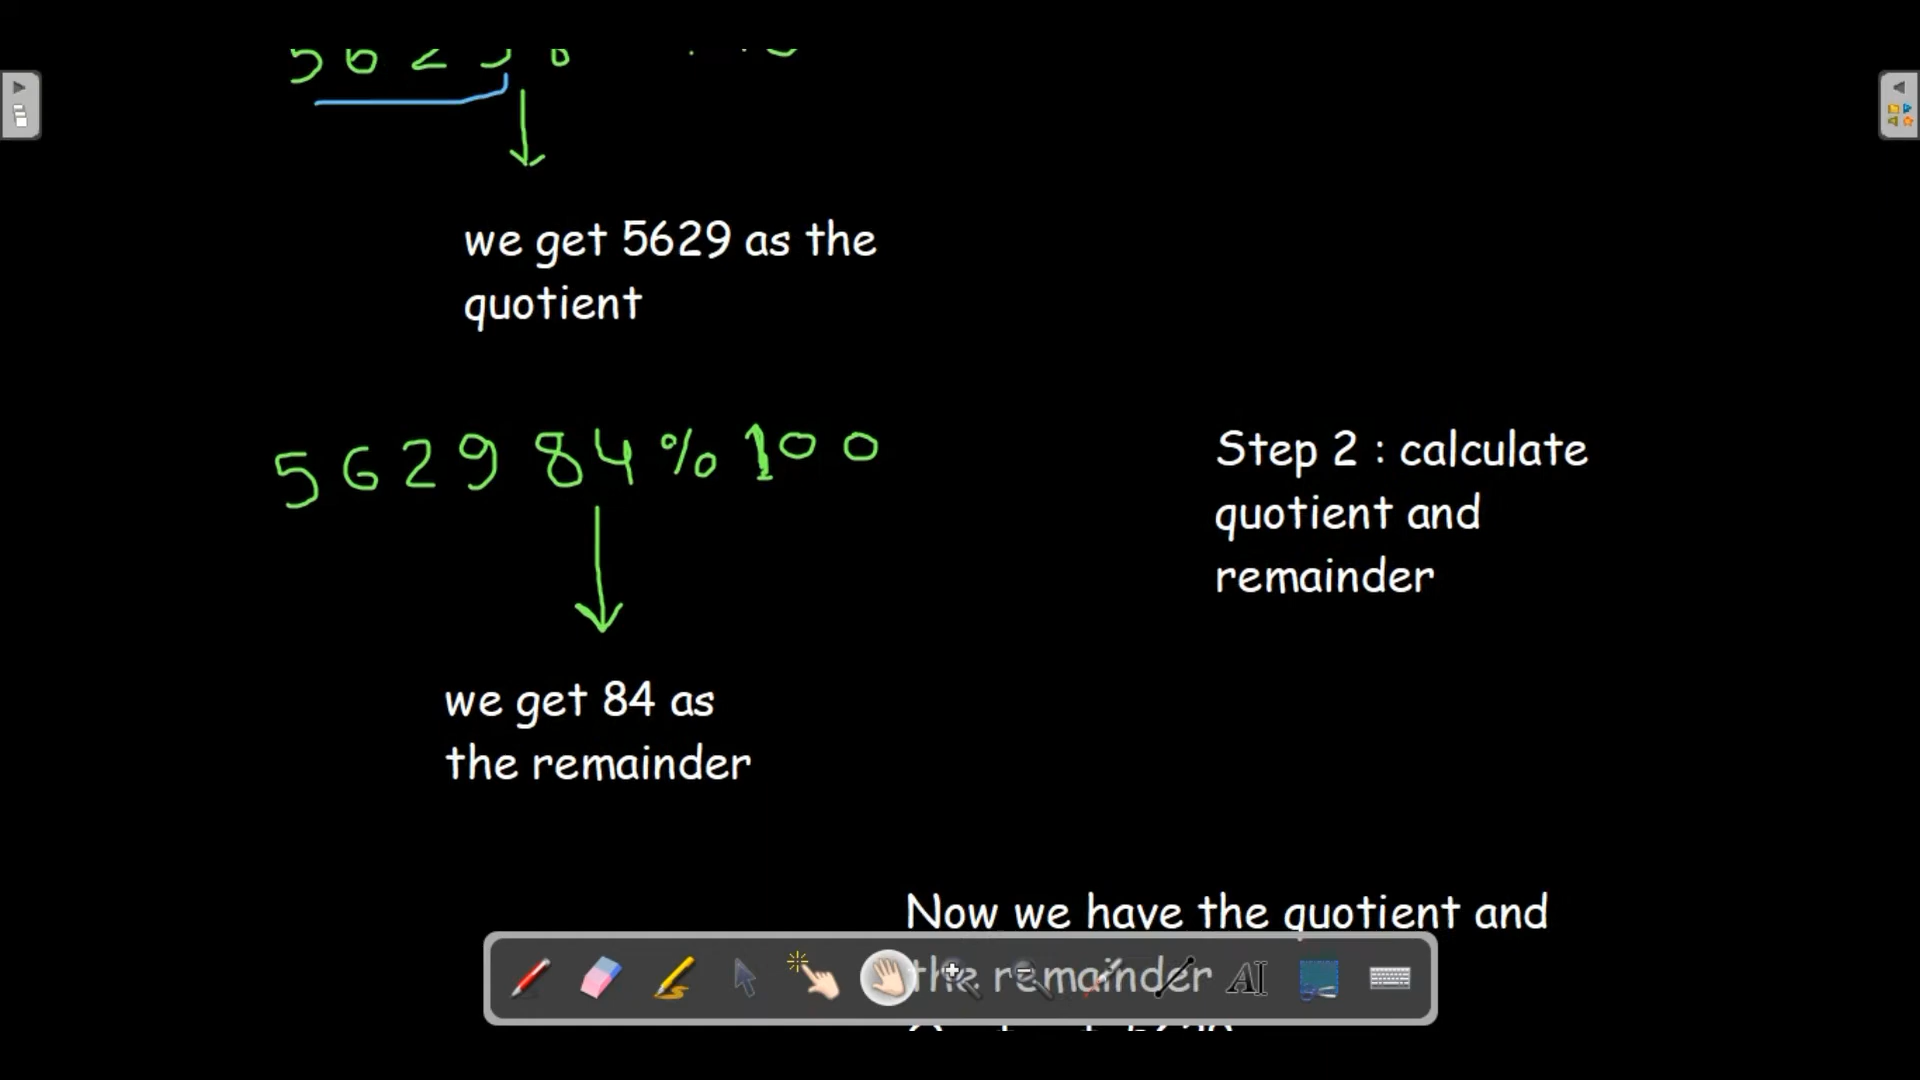 we get 5629 as the
quotient
562984%100
Step 2 : calculate
quotient and
remainder
we get 84 as
the remainder
Now we have the quotient and
the remainder